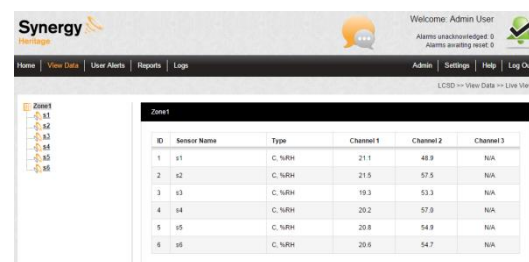 Synergy
Heritage
Welcome: Admin User
Alarms unacknowledged: 0
Alarms awaiting reset: 0
Home | View Data | User Alerts | Reports | Logs
Admin | Settings | Help | Log Ou
LCSD >> View Data >> Live Vie
Zone1
s1
s2
s3
s4
s5
s6
Zone1
ID Sensor Name Type Channel 1 Channel 2 Channel 3
1 s1 C, %RH 21.1 48.9 N/A
2 s2 C, %RH 21.5 57.5 N/A
3 s3 C, %RH 19.3 53.3 N/A
4 s4 C, %RH 20.2 57.0 N/A
5 s5 C, %RH 20.8 54.9 N/A
6 s6 C, %RH 20.6 54.7 N/A